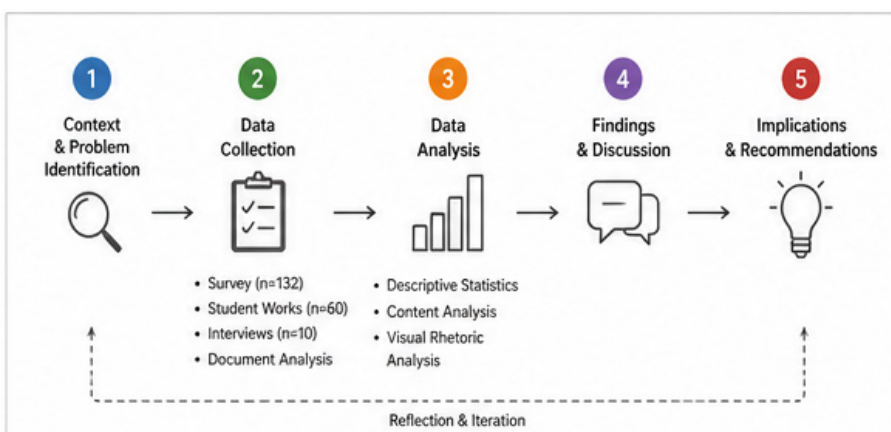 1
Context
& Problem
Identification
2
Data
Collection
• Survey (n=132)
• Student Works (n=60)
• Interviews (n=10)
• Document Analysis
3
Data
Analysis
• Descriptive Statistics
• Content Analysis
• Visual Rhetoric
Analysis
4
Findings
& Discussion
5
Implications
& Recommendations
Reflection & Iteration